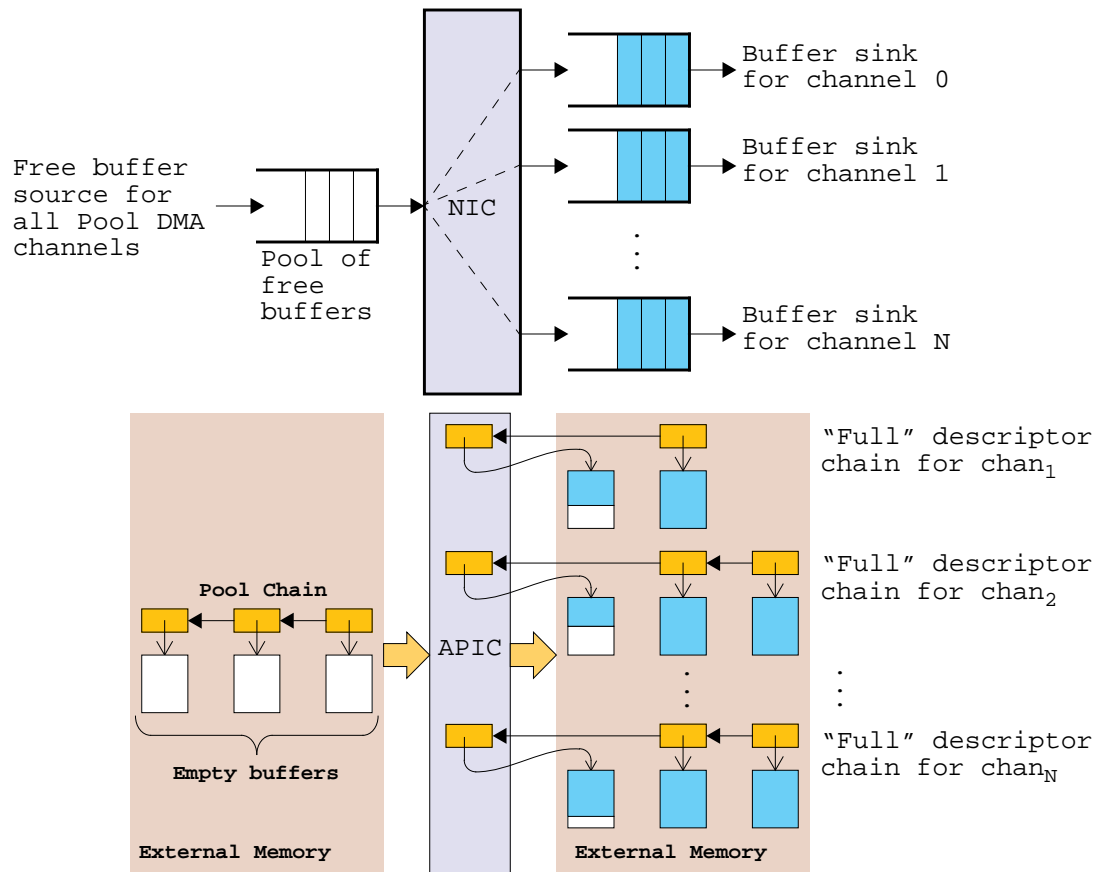 Buffer sink
for channel 0
Buffer sink
for channel 1
Free buffer
source for
all Pool DMA
channels
NIC
Pool of
free
buffers
Buffer sink
for channel N
“Full” descriptor
chain for chan1
“Full” descriptor
chain for chan2
Pool Chain
APIC
“Full” descriptor
chain for chanN
Empty buffers
External Memory
External Memory